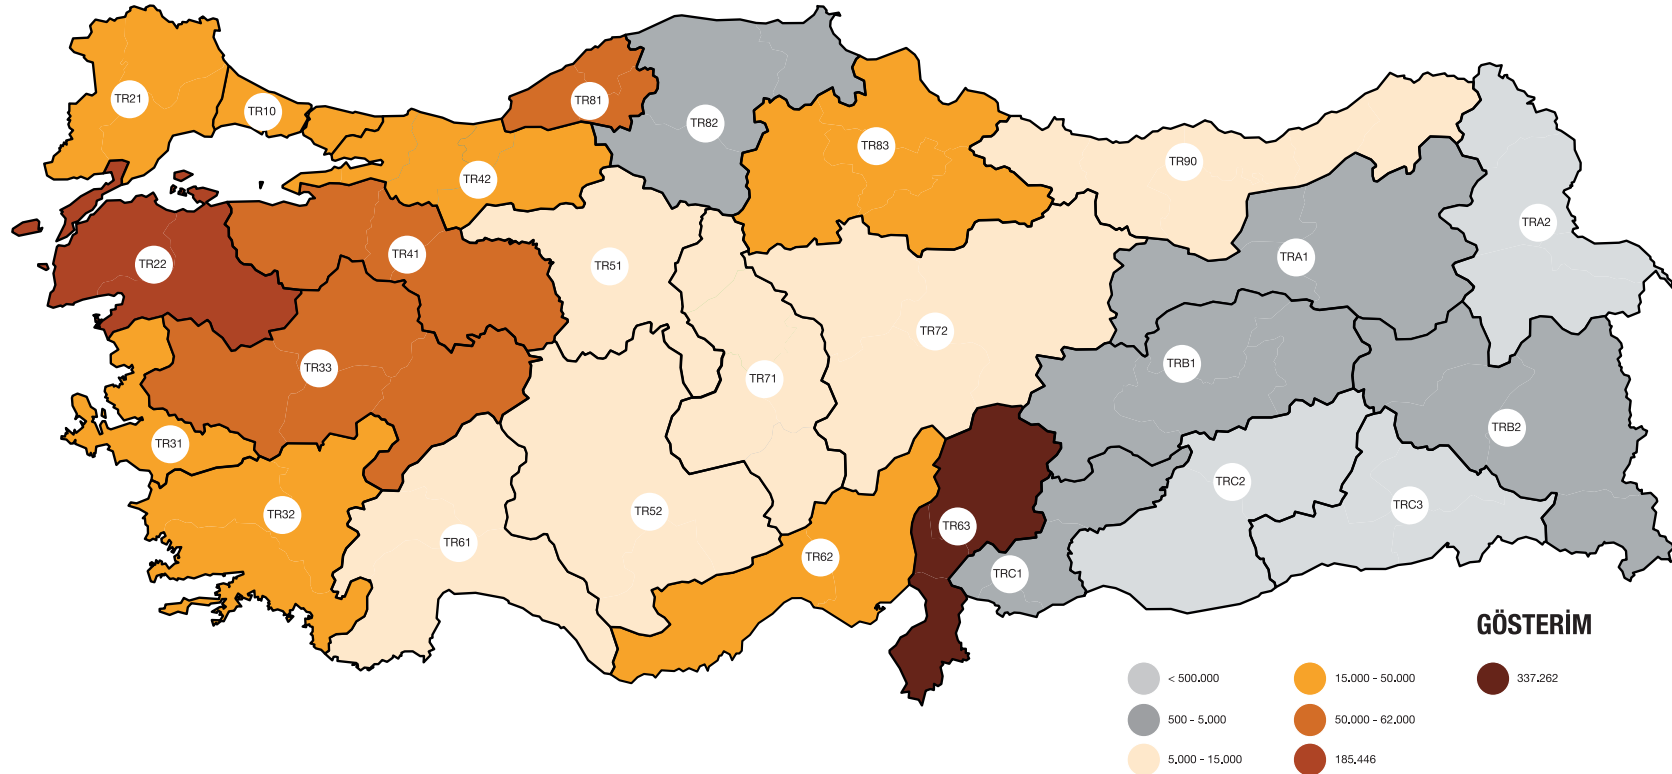 TR21
TR10
TR81
TR82
TR83
TR42
TR90
TRA2
TR22
TR41
TR51
TRA1
TR72
TR33
TR71
TRB1
TR31
TRB2
TR32
TR52
TRC2
TRC3
TR61
TR62
TR63
TRC1
GÖSTERİM
< 500.000
500 - 5.000
5.000 - 15.000
15.000 - 50.000
50.000 - 62.000
185.446
337.262